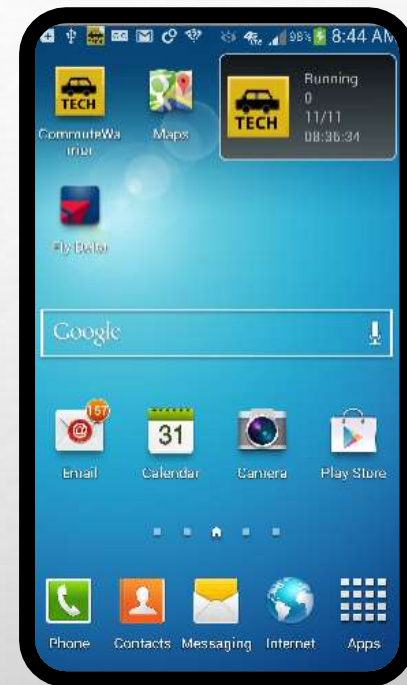 98% 8:44 AM
TECH
CommuteWa
rrior
Maps
TECH
Running
0
11/11
08:36:34
Fly Delta
Google
157
@
Email
31
Calendar
Camera
Play Store
Phone
Contacts
Messaging
Internet
Apps